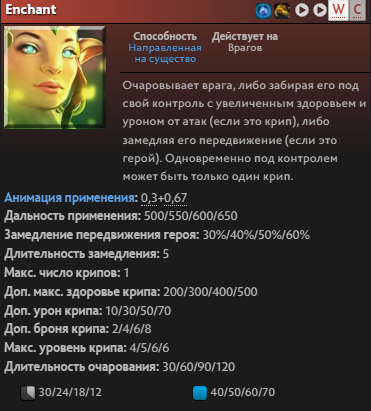 Enchant
W C
Способность Действует на
Направленная Врагов
на существо
Очаровывает врага, либо забирая его под
свой контроль с увеличенным здоровьем и
уроном от атак (если это крип), либо
замедляя его передвижение (если это
герой). Одновременно под контролем
может быть только один крип.
Анимация применения: 0,3+0,67
Дальность применения: 500/550/600/650
Замедление передвижения героя: 30%/40%/50%/60%
Длительность замедления: 5
Макс. число крипов: 1
Доп. макс. здоровье крипа: 200/300/400/500
Доп. урон крипа: 10/30/50/70
Доп. броня крипа: 2/4/6/8
Макс. уровень крипа: 4/5/6/6
Длительность очарования: 30/60/90/120
30/24/18/12 40/50/60/70